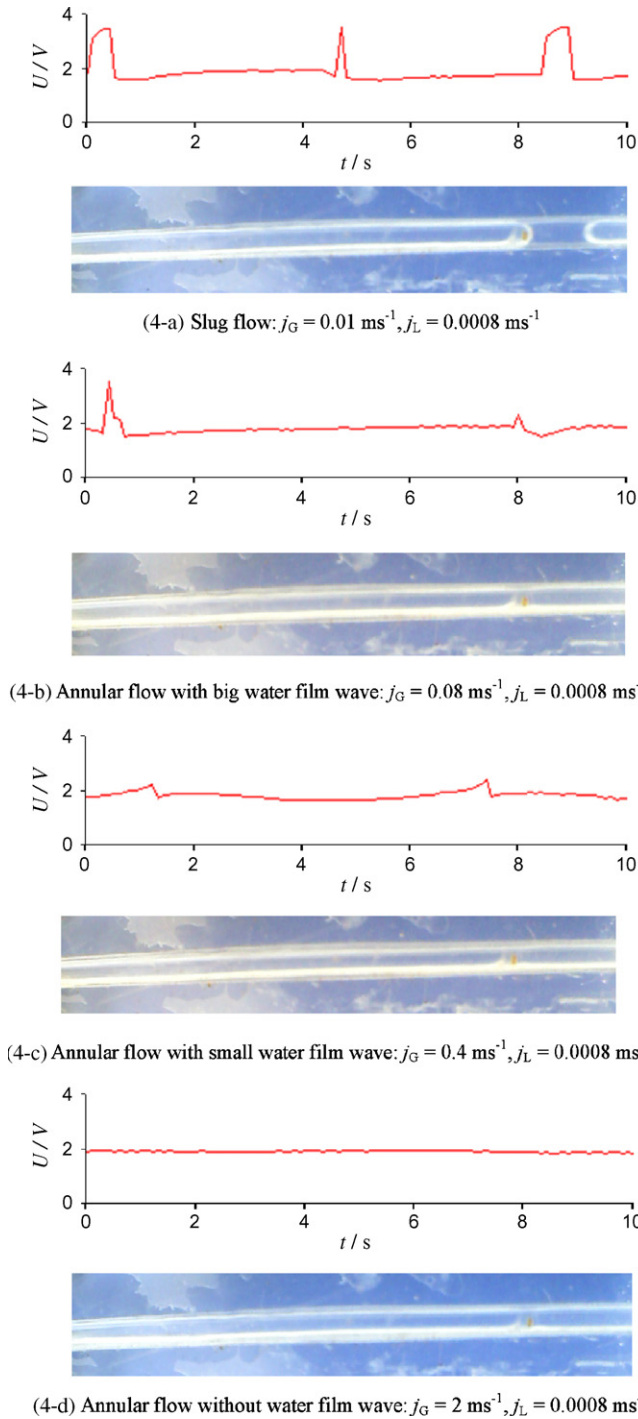 4
2
0
U / V
0 2 4 6 8 10
t / s
(4-a) Slug flow: jG = 0.01 ms-1, jL = 0.0008 ms-1
4
2
0
U / V
0 2 4 6 8 10
t / s
(4-b) Annular flow with big water film wave: jG = 0.08 ms-1, jL = 0.0008 ms
4
2
0
U / V
0 2 4 6 8 10
t / s
(4-c) Annular flow with small water film wave: jG = 0.4 ms-1, jL = 0.0008 ms
4
2
0
U / V
0 2 4 6 8 10
t / s
(4-d) Annular flow without water film wave: jG = 2 ms-1, jL = 0.0008 ms